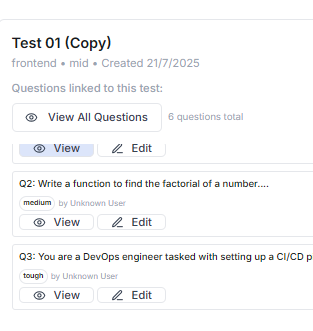 Test 01 (Copy)
frontend • mid • Created 21/7/2025
Questions linked to this test:
View All Questions 6 questions total
View Edit
Q2: Write a function to find the factorial of a number....
medium by Unknown User
View Edit
Q3: You are a DevOps engineer tasked with setting up a CI/CD p
tough by Unknown User
View Edit